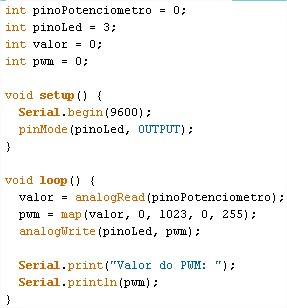 int pinoPotenciometro = 0;
int pinoLed = 3;
int valor = 0;
int pwm = 0;

void setup() {
  Serial.begin(9600);
  pinMode(pinoLed, OUTPUT);
}

void loop() {
  valor = analogRead(pinoPotenciometro);
  pwm = map(valor, 0, 1023, 0, 255);
  analogWrite(pinoLed, pwm);

  Serial.print("Valor do PWM: ");
  Serial.println(pwm);
}